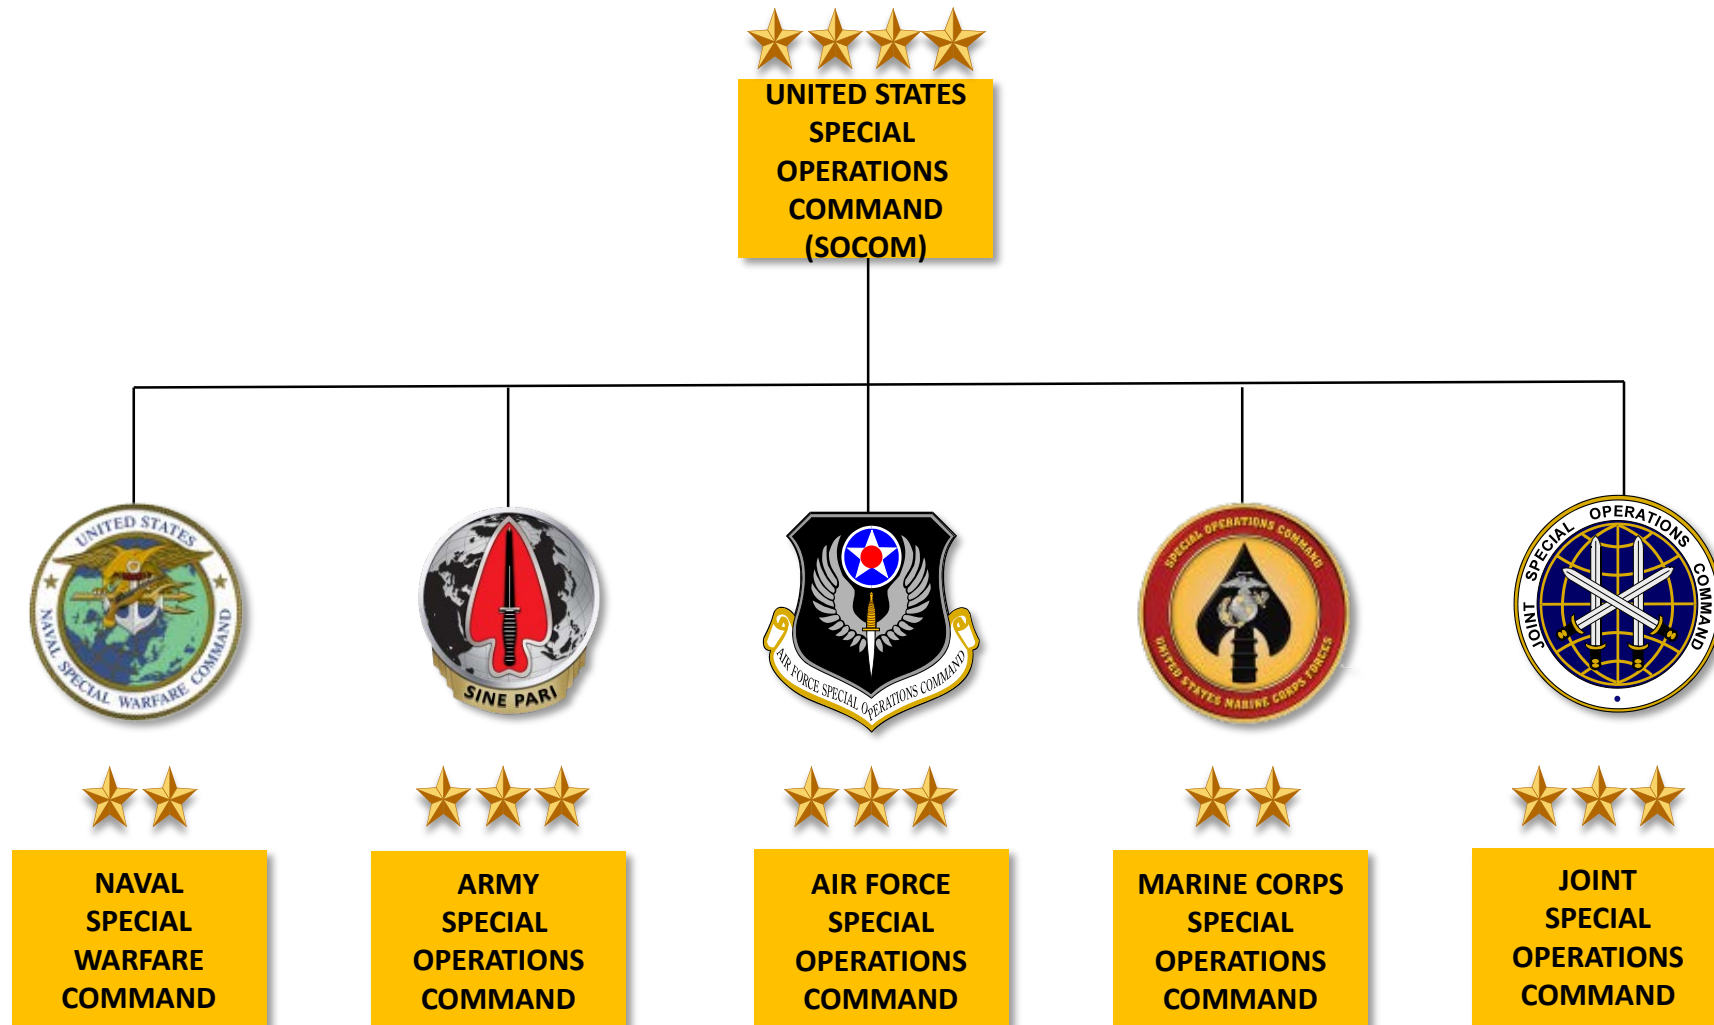 UNITED STATES
SPECIAL
OPERATIONS
COMMAND
(SOCOM)
UNITED STATES
NAVAL SPECIAL WARFARE COMMAND
SINE PARI
AIR FORCE SPECIAL OPERATIONS COMMAND
SPECIAL OPERATIONS COMMAND
UNITED STATES MARINE CORPS FORCES
JOINT SPECIAL OPERATIONS COMMAND
NAVAL
SPECIAL
WARFARE
COMMAND
ARMY
SPECIAL
OPERATIONS
COMMAND
AIR FORCE
SPECIAL
OPERATIONS
COMMAND
MARINE CORPS
SPECIAL
OPERATIONS
COMMAND
JOINT
SPECIAL
OPERATIONS
COMMAND